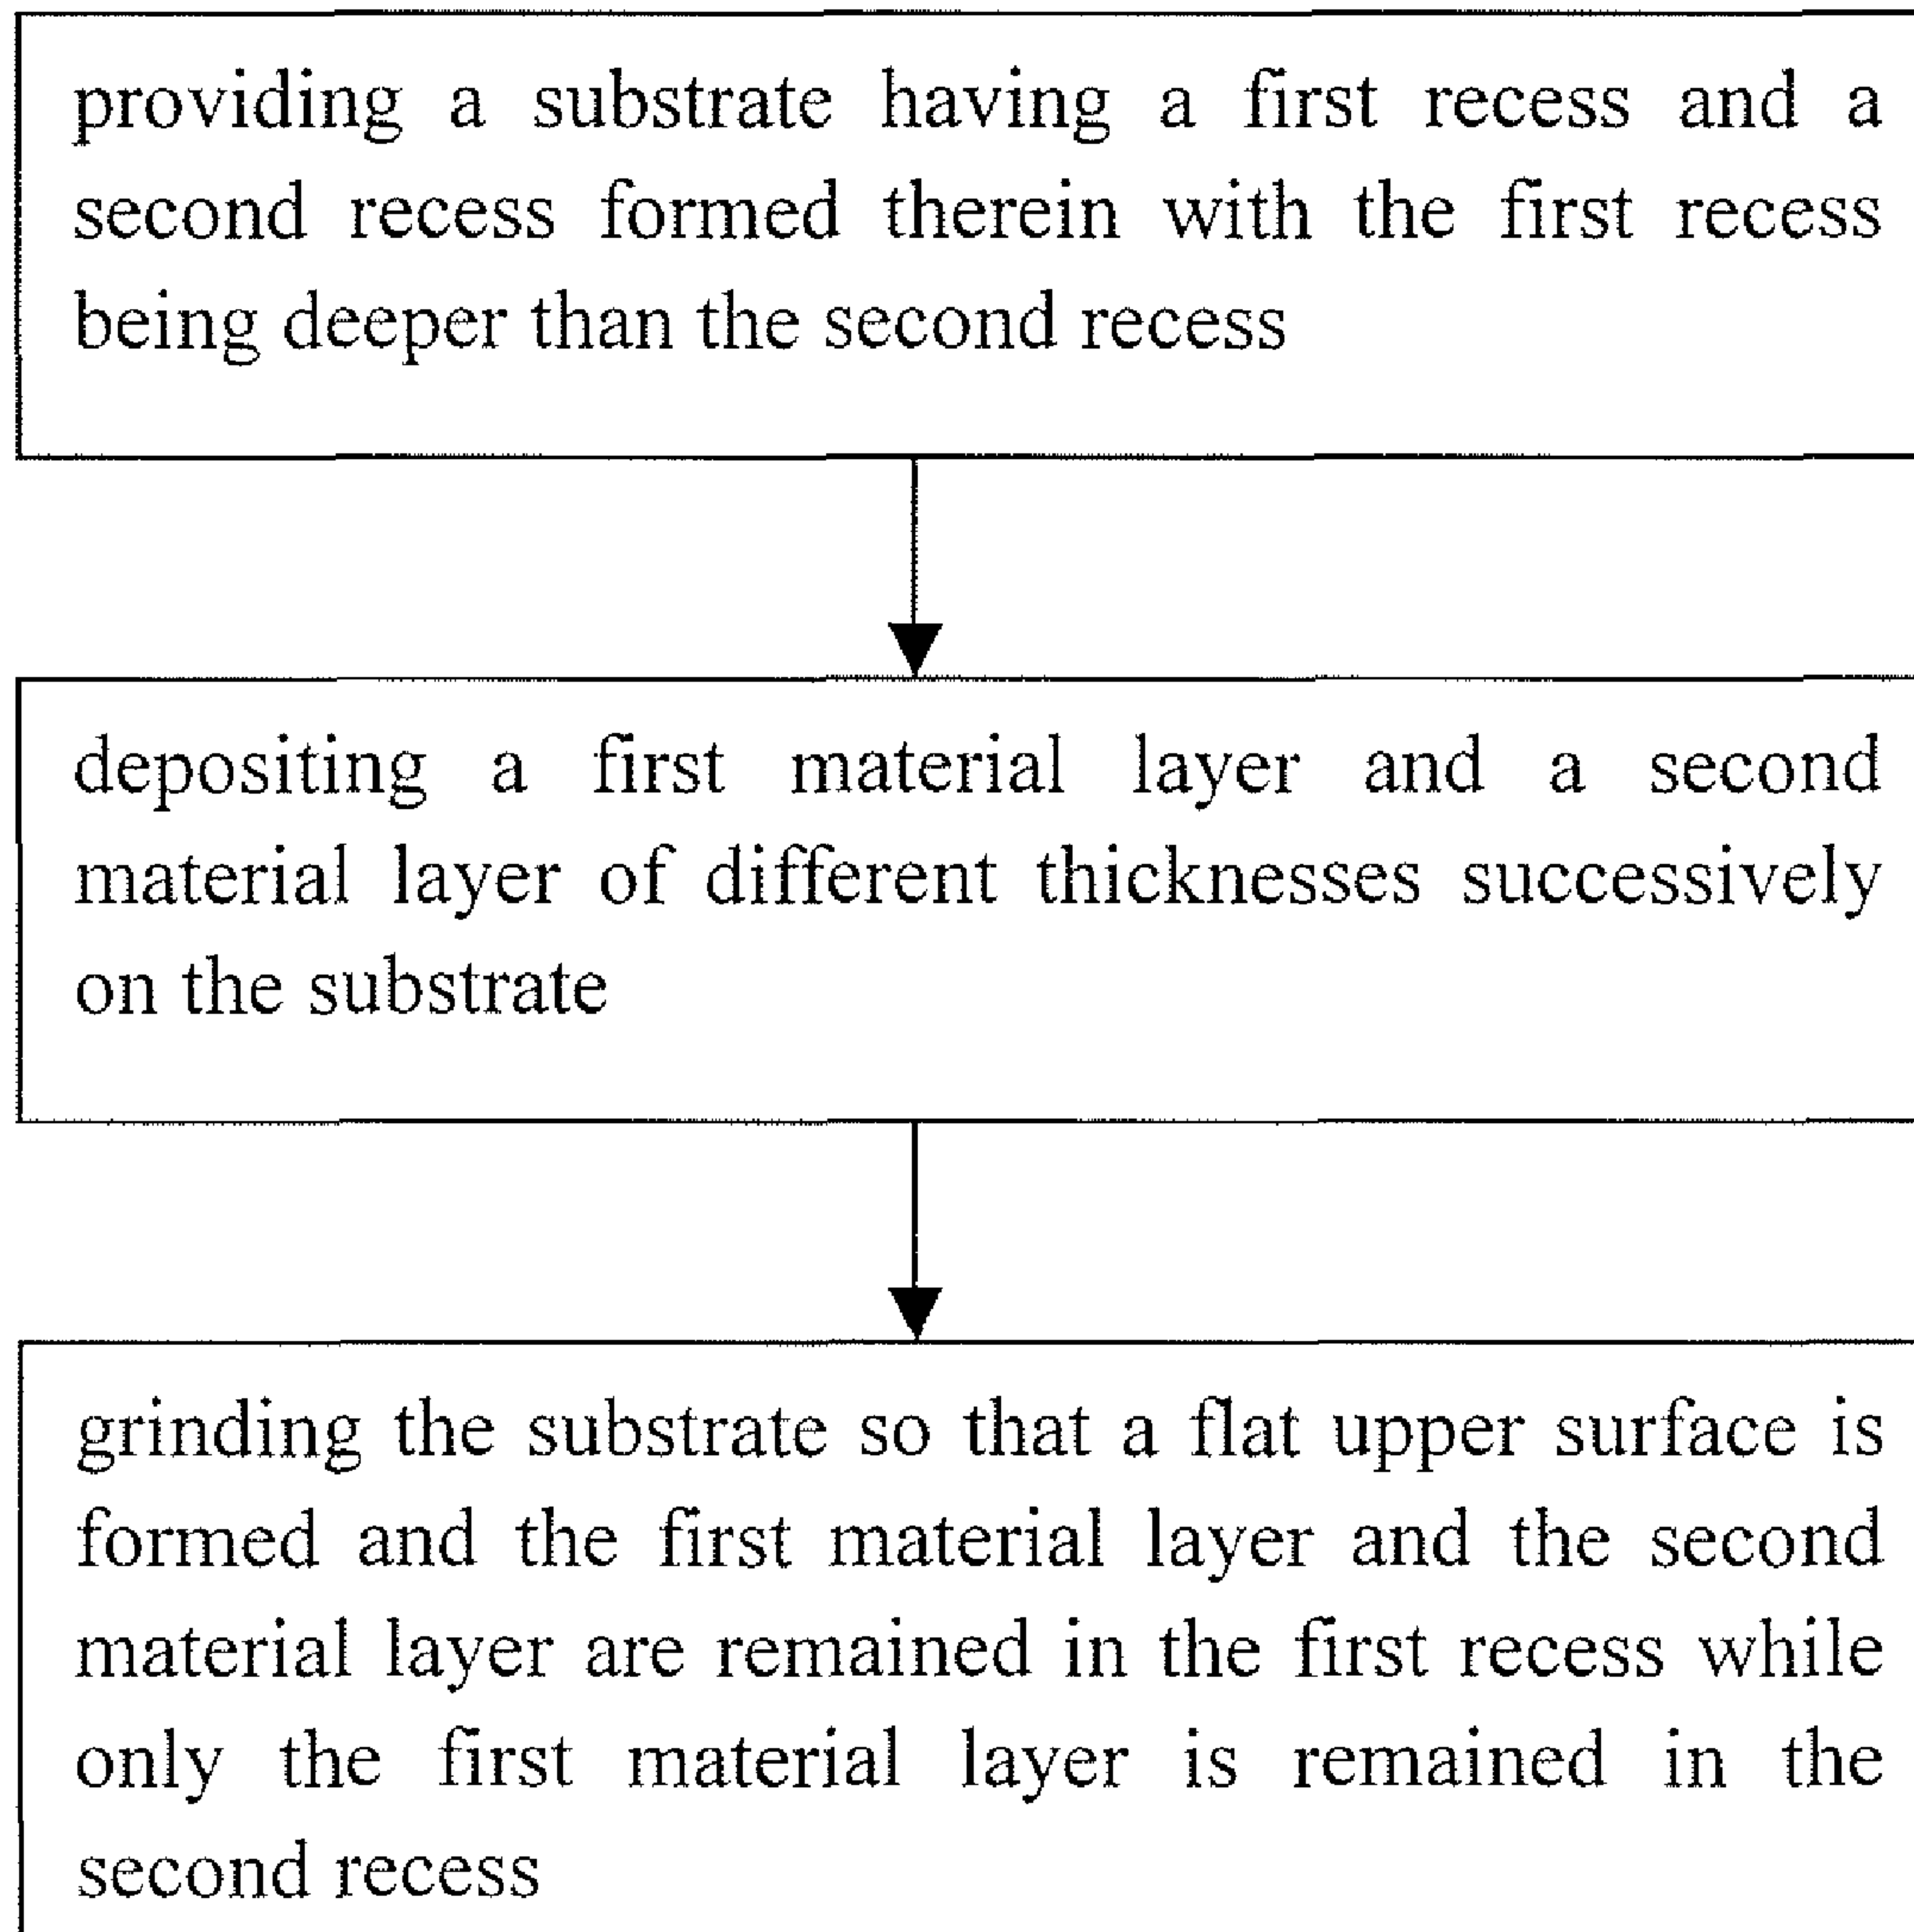 providing a substrate having a first recess and a
second recess formed therein with the first recess
being deeper than the second recess
depositing a first material layer and a second
material layer of different thicknesses successively
on the substrate
grinding the substrate so that a flat upper surface is
formed and the first material layer and the second
material layer are remained in the first recess while
only the first material layer is remained in the
second recess